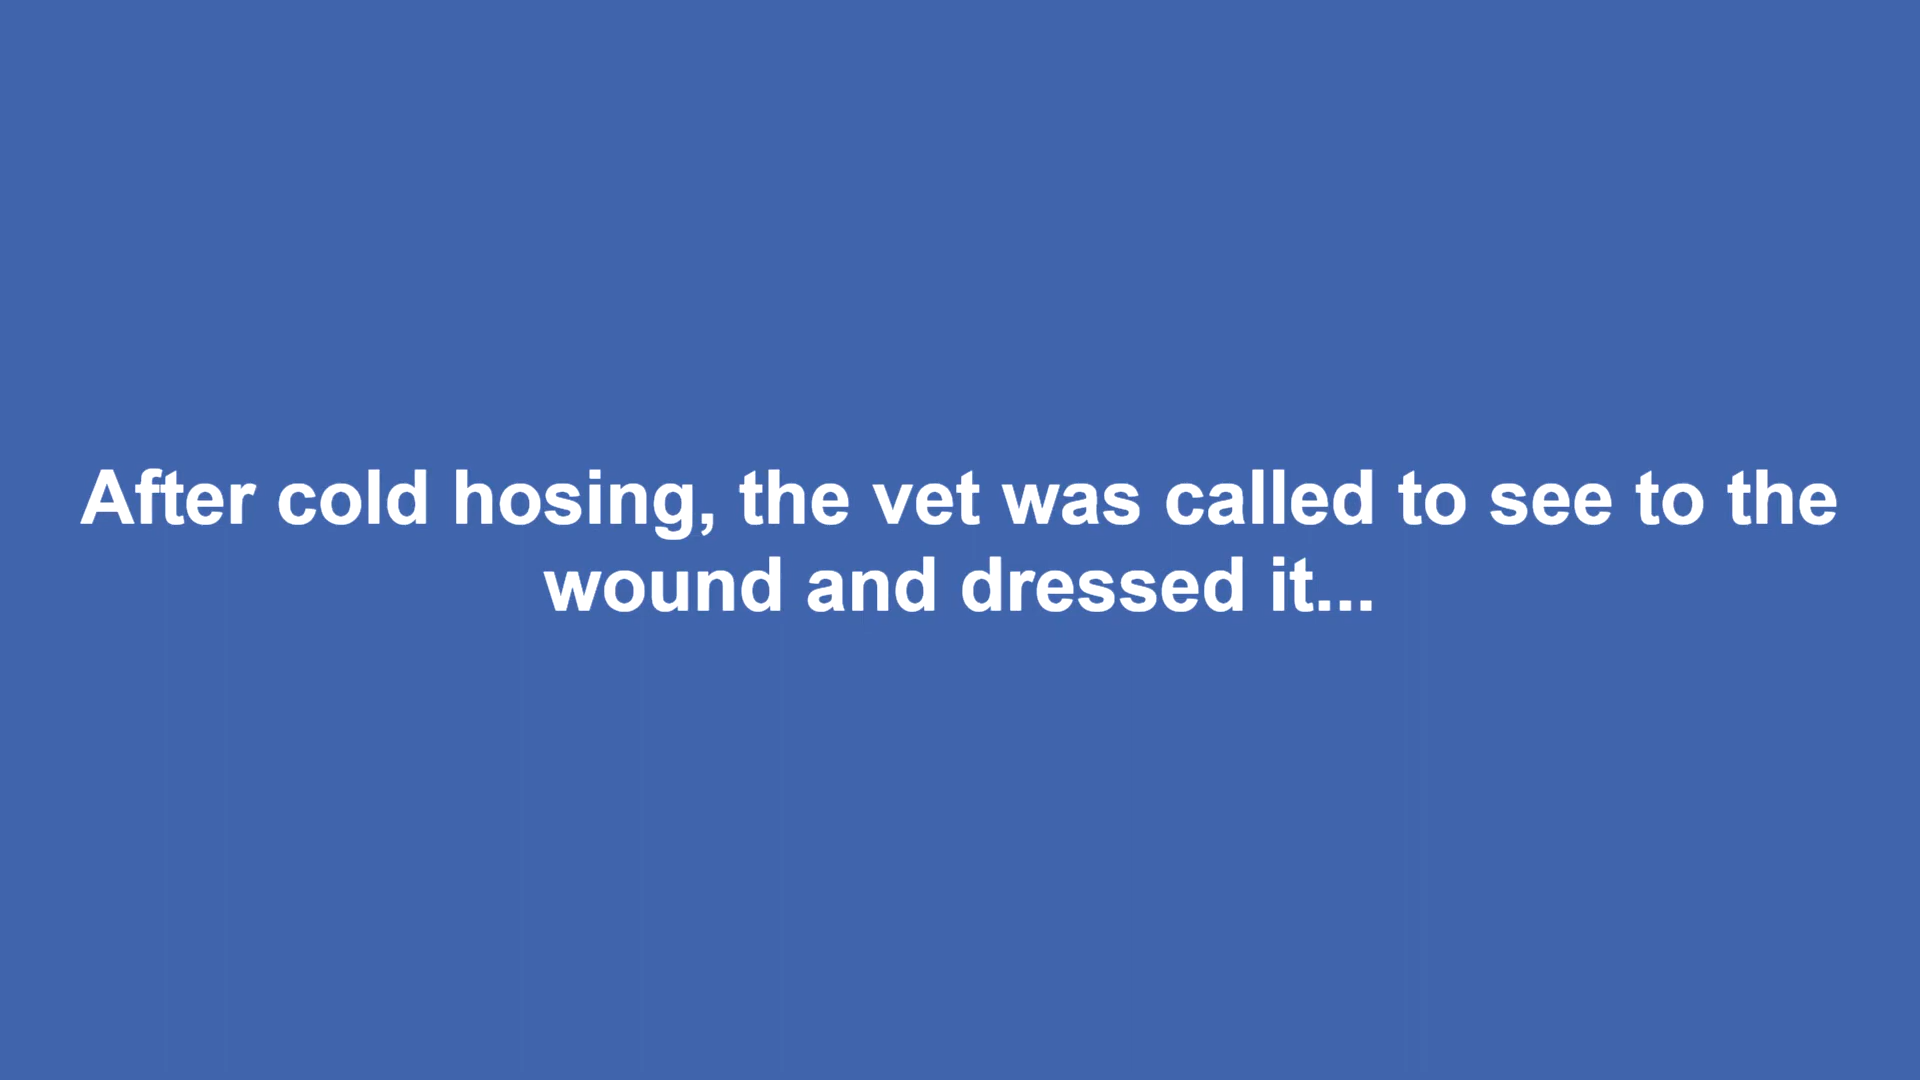 After cold hosing, the vet was called to see to the
wound and dressed it...